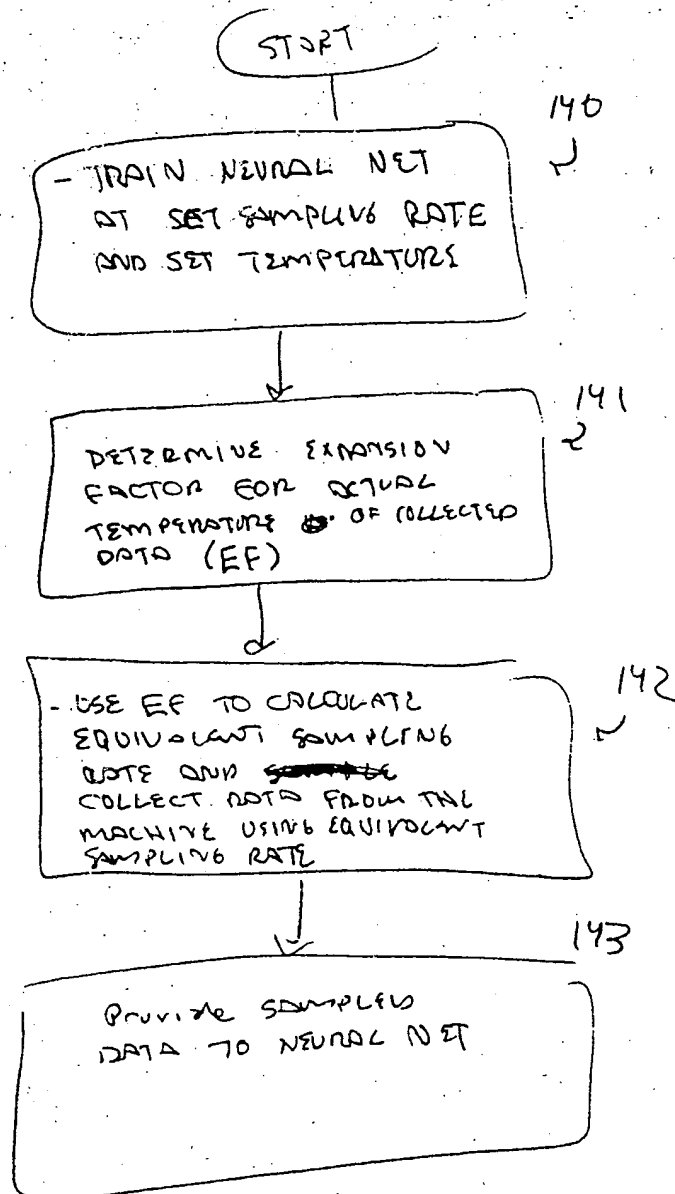 START
140
- TRAIN NEURAL NET
AT SET SAMPLING RATE
AND SET TEMPERATURE
141
DETERMINE EXPANSION
FACTOR FOR ACTUAL
TEMPERATURE OF COLLECTED
DATA (EF)
142
- USE EF TO CALCULATE
EQUIVALENT SAMPLING
RATE AND
COLLECT DATA FROM THE
MACHINE USING EQUIVALENT
SAMPLING RATE
143
Provide SAMPLED
DATA TO NEURAL NET